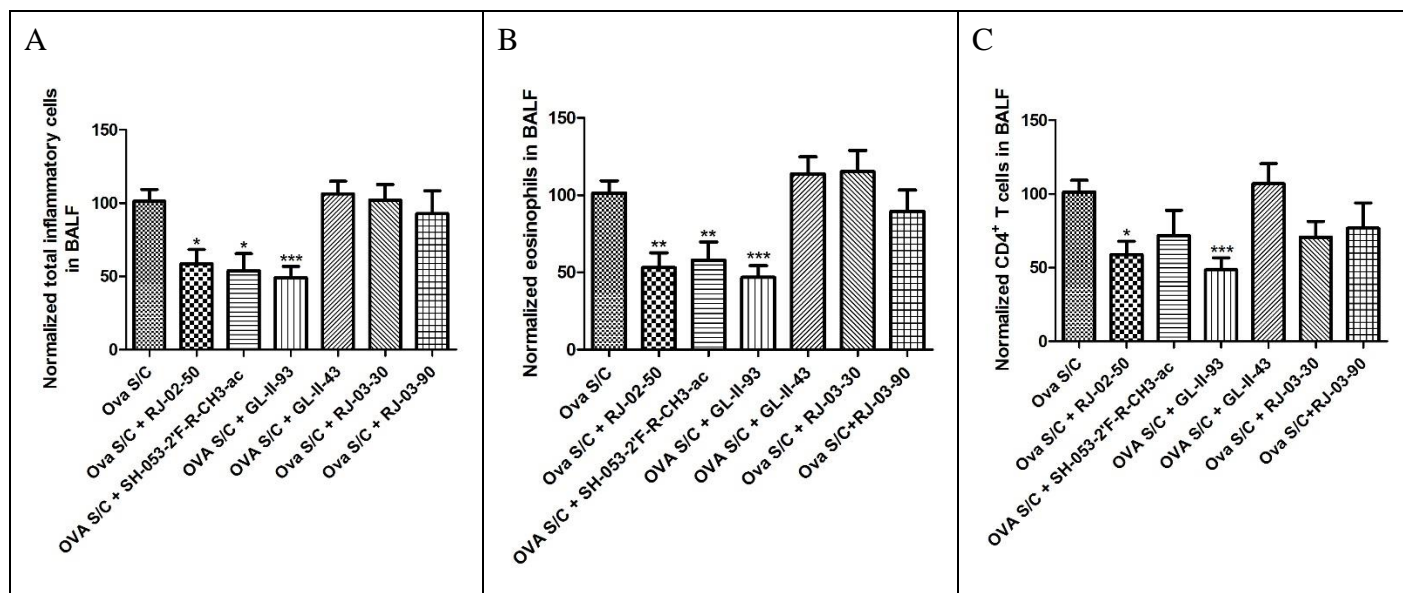 A
Normalized total inflammatory cells
in BALF
150
100
50
0
*
*
***
Ova S/C
Ova S/C + RJ-02-50
OVA S/C + SH-053-2'F-R-CH3-ac
OVA S/C + GL-II-93
OVA S/C + GL-II-43
Ova S/C + RJ-03-30
Ova S/C + RJ-03-90
B
Normalized eosinophils in BALF
150
100
50
0
**
**
***
Ova S/C
Ova S/C + RJ-02-50
OVA S/C + SH-053-2'F-R-CH3-ac
OVA S/C + GL-II-93
OVA S/C + GL-II-43
Ova S/C + RJ-03-30
Ova S/C+RJ-03-90
C
Normalized CD4⁺ T cells in BALF
150
100
50
0
*
***
Ova S/C
Ova S/C + RJ-02-50
OVA S/C + SH-053-2'F-R-CH3-ac
OVA S/C + GL-II-93
OVA S/C + GL-II-43
Ova S/C + RJ-03-30
Ova S/C+RJ-03-90